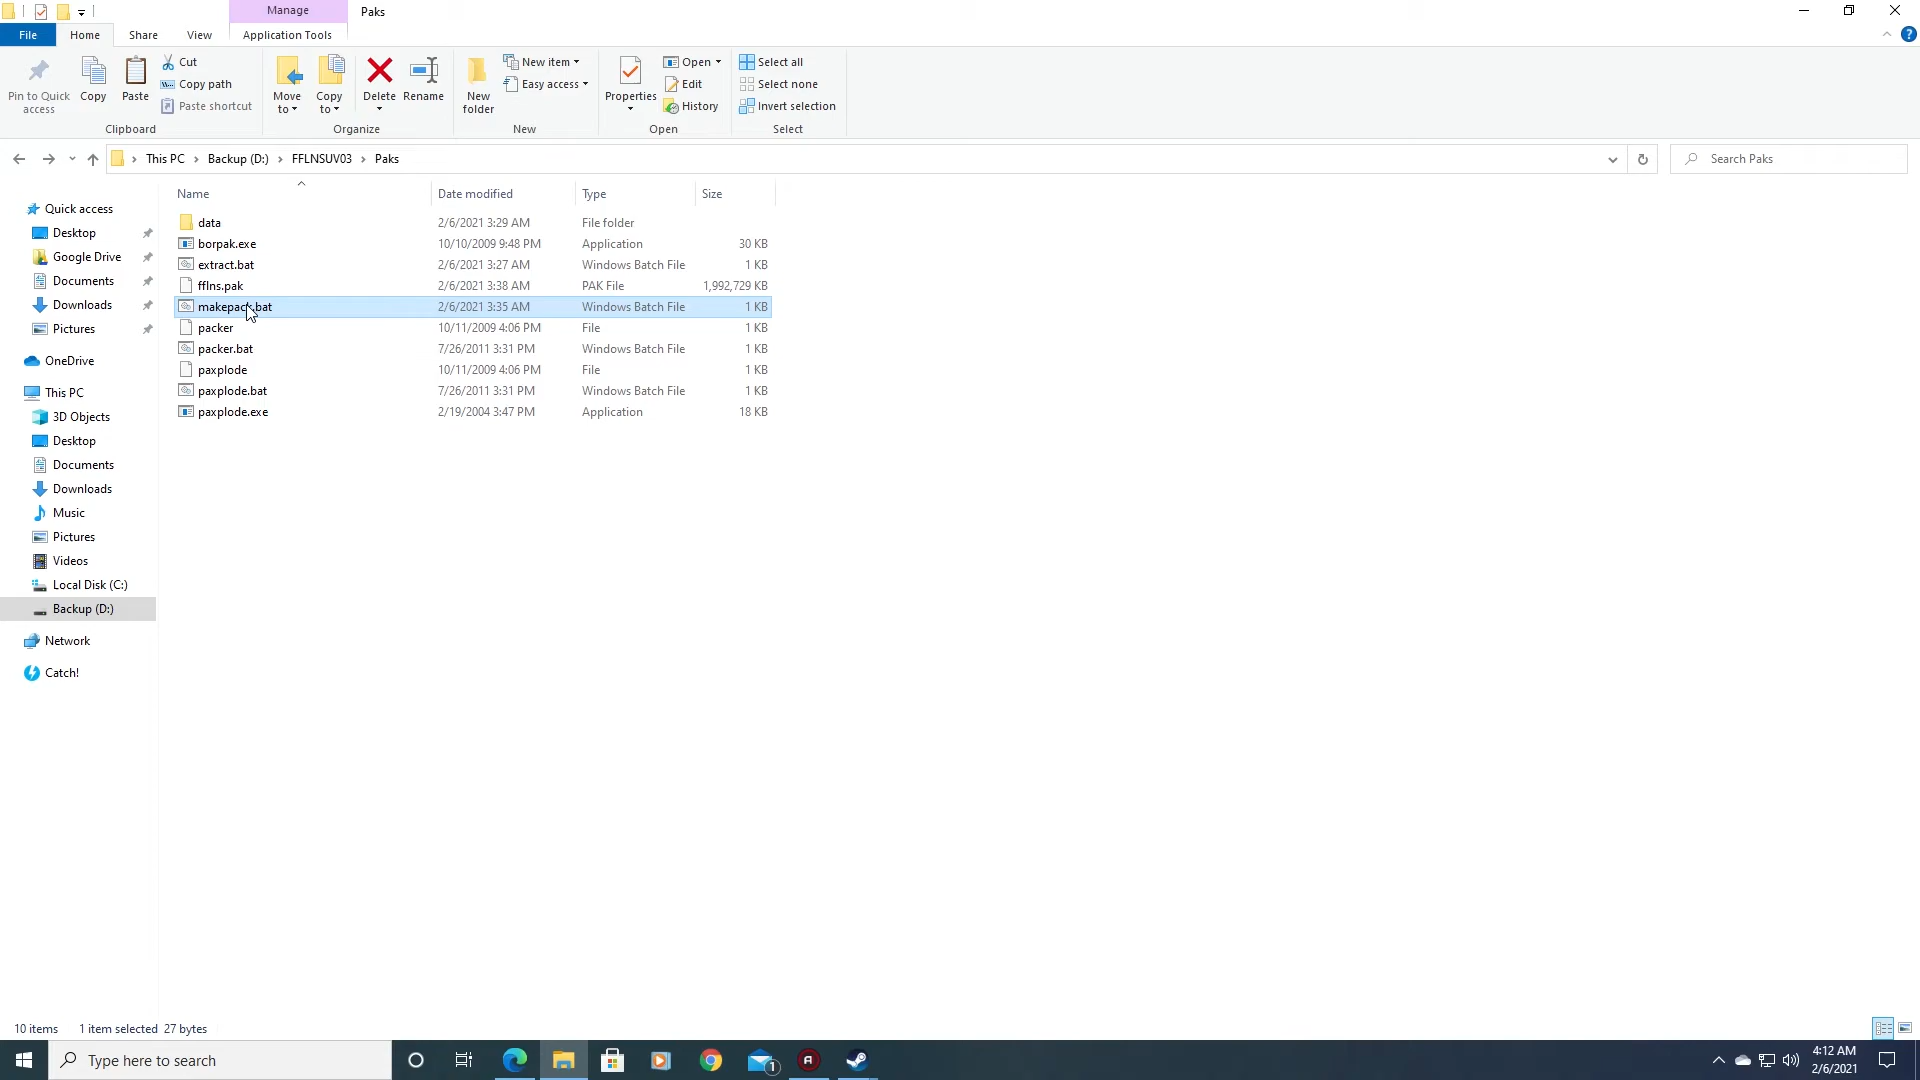 Manage
Paks
File
Home
Share
View
Application Tools
Pin to Quick
access
Copy
Paste
Cut
Copy path
Paste shortcut
Clipboard
Move
to
Copy
to
Delete
Rename
Organize
New
folder
New item
Easy access
New
Properties
Open
Edit
History
Open
Select all
Select none
Invert selection
Select
This PC > Backup (D:) > FFLNSUV03 > Paks
Search Paks
Name Date modified Type Size
data 2/6/2021 3:29 AM File folder
borpak.exe 10/10/2009 9:48 PM Application 30 KB
extract.bat 2/6/2021 3:27 AM Windows Batch File 1 KB
fflns.pak 2/6/2021 3:38 AM PAK File 1,992,729 KB
makepack.bat 2/6/2021 3:35 AM Windows Batch File 1 KB
packer 10/11/2009 4:06 PM File 1 KB
packer.bat 7/26/2011 3:31 PM Windows Batch File 1 KB
paxplode 10/11/2009 4:06 PM File 1 KB
paxplode.bat 7/26/2011 3:31 PM Windows Batch File 1 KB
paxplode.exe 2/19/2004 3:47 PM Application 18 KB
Quick access
Desktop
Google Drive
Documents
Downloads
Pictures
OneDrive
This PC
3D Objects
Desktop
Documents
Downloads
Music
Pictures
Videos
Local Disk (C:)
Backup (D:)
Network
Catch!
10 items 1 item selected 27 bytes
Type here to search
1
4:12 AM
2/6/2021